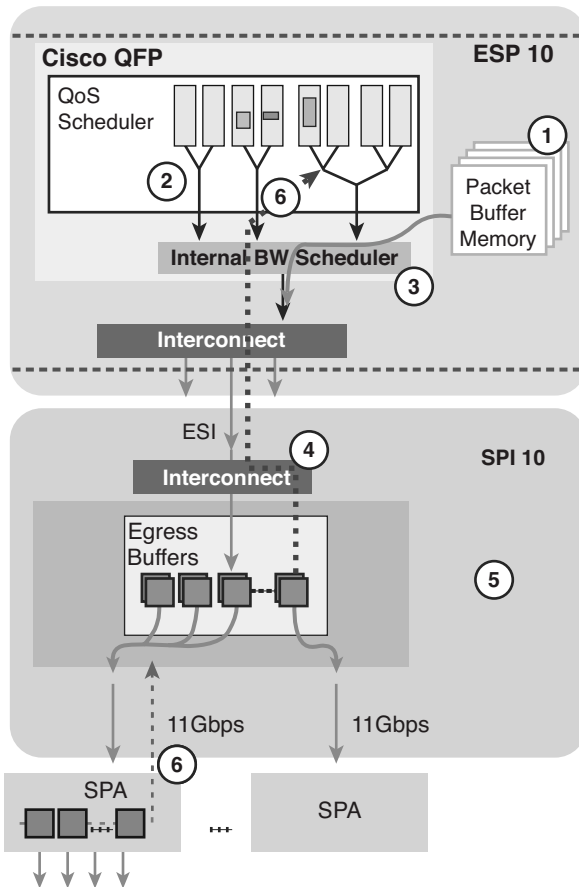 Cisco QFP
ESP 10
QoS
Scheduler
1
2
6
Packet
Buffer
Memory
Internal BW Scheduler
3
Interconnect
ESI
4
SPI 10
Interconnect
Egress
Buffers
5
11Gbps
11Gbps
6
SPA
SPA